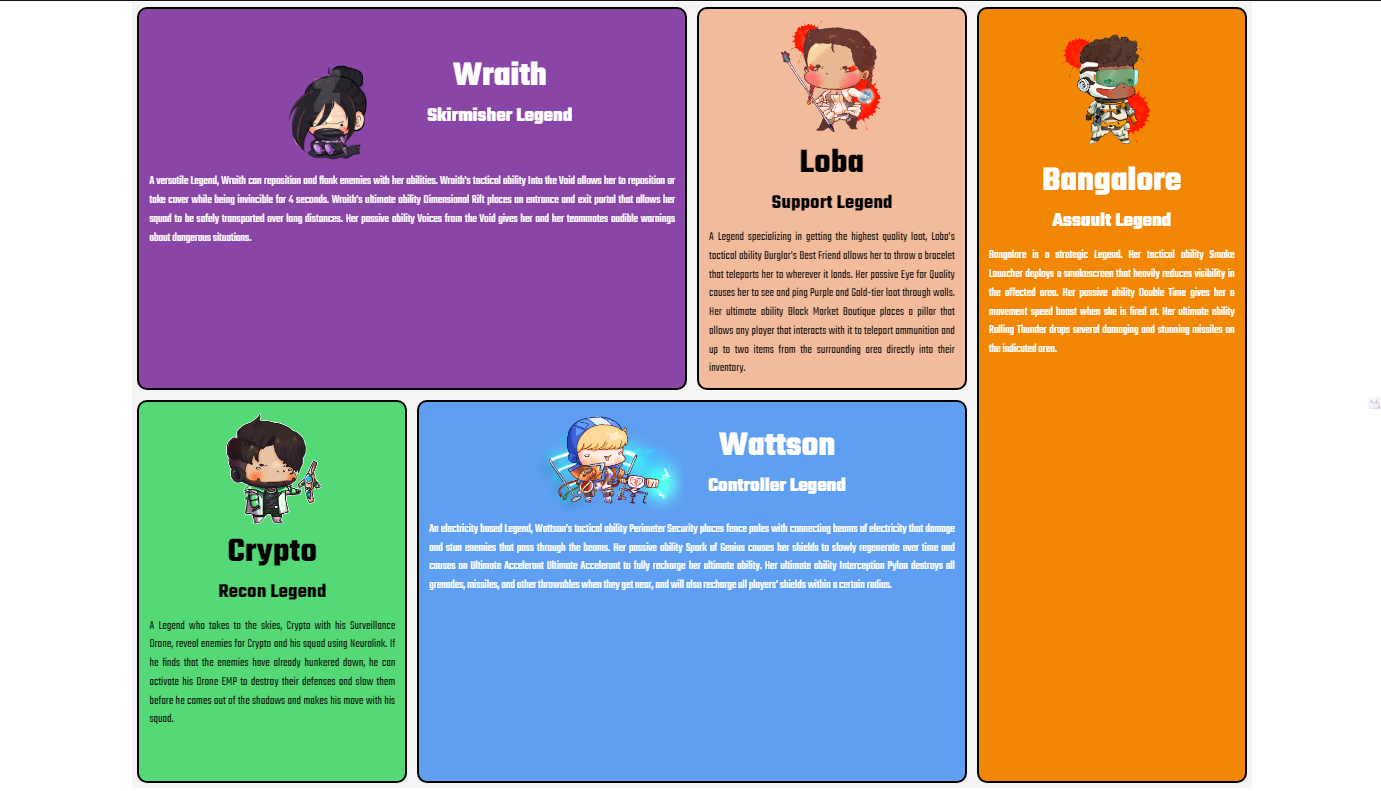 Wraith
Skirmisher Legend
A versatile Legend, Wraith can reposition and flank enemies with her abilities. Wraith's tactical ability Into the Void allows her to reposition or
take cover while being invincible for 4 seconds. Wraith's ultimate ability Dimensional Rift places an entrance and exit portal that allows her
squad to be safely transported over long distances. Her passive ability Voices from the Void gives her and her teammates audible warnings
about dangerous situations.
Loba
Support Legend
A Legend specializing in getting the highest quality loot, Loba's
tactical ability Burglar's Best Friend allows her to throw a bracelet
that teleports her to wherever it lands. Her passive Eye for Quality
causes her to see and ping Purple and Gold-tier loot through walls.
Her ultimate ability Black Market Boutique places a pillar that
allows any player that interacts with it to teleport ammunition and
up to two items from the surrounding area directly into their
inventory.
Bangalore
Assault Legend
Bangalore is a strategic Legend. Her tactical ability Smoke
Launcher deploys a smokescreen that heavily reduces visibility in
the affected area. Her passive ability Double Time gives her a
movement speed boost when she is fired at. Her ultimate ability
Rolling Thunder drops several damaging and stunning missiles on
the indicated area.
Crypto
Recon Legend
A Legend who takes to the skies, Crypto with his Surveillance
Drone, reveal enemies for Crypto and his squad using Neurolink. If
he finds that the enemies have already hunkered down, he can
activate his Drone EMP to destroy their defenses and slow them
before he comes out of the shadows and makes his move with his
squad.
Wattson
Controller Legend
An electricity based Legend, Wattson's tactical ability Perimeter Security places fence poles with connecting beams of electricity that damage
and stun enemies that pass through the beams. Her passive ability Spark of Genius causes her shields to slowly regenerate over time and
causes an Ultimate Accelerant Ultimate Accelerant to fully recharge her ultimate ability. Her ultimate ability Interception Pylon destroys all
grenades, missiles, and other throwables when they get near, and will also recharge all players' shields within a certain radius.